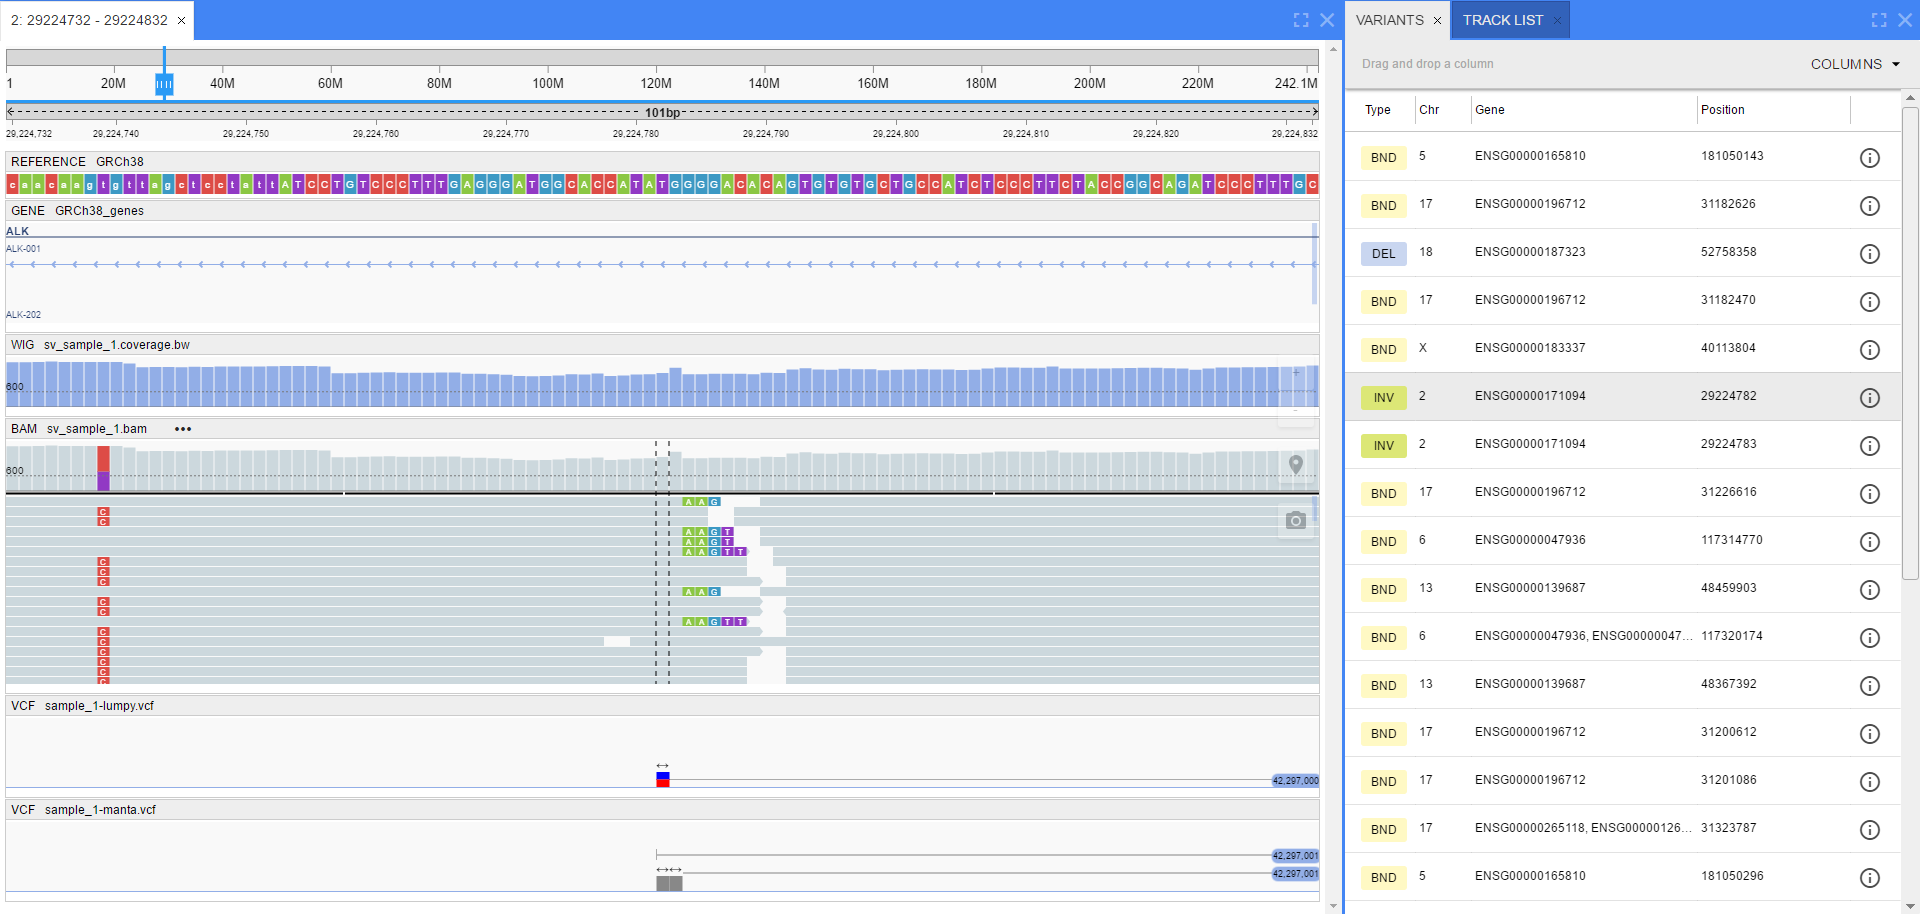 2: 29224732 - 29224832 ×
1 20M 40M 60M 80M 100M 120M 140M 160M 180M 200M 220M 242.1M
101bp
29,224,732 29,224,740 29,224,750 29,224,760 29,224,770 29,224,780 29,224,790 29,224,800 29,224,810 29,224,820 29,224,832
REFERENCE GRCh38
caacaagtgttagctcctattATCCTGTCCCTTTGAGGGATGGCACCATATGGGGACACAGTGTGTGCTGCCATCTCCCTTCTACCGGCAGATCCCTTTGC
GENE GRCh38_genes
ALK
ALK-001
ALK-202
WIG sv_sample_1.coverage.bw
600
+
-
BAM sv_sample_1.bam •••
600
A A G
C
C
A A G T
A A G T
A A G T T
C
C
C
A A G
C
C
A A G T T
C
C
C
C
C
C
VCF sample_1-lumpy.vcf
42,297,000
VCF sample_1-manta.vcf
42,297,001
42,297,001
VARIANTS × TRACK LIST ×
Drag and drop a column COLUMNS
Type Chr Gene Position
BND 5 ENSG00000165810 181050143
BND 17 ENSG00000196712 31182626
DEL 18 ENSG00000187323 52758358
BND 17 ENSG00000196712 31182470
BND X ENSG00000183337 40113804
INV 2 ENSG00000171094 29224782
INV 2 ENSG00000171094 29224783
BND 17 ENSG00000196712 31226616
BND 6 ENSG00000047936 117314770
BND 13 ENSG00000139687 48459903
BND 6 ENSG00000047936, ENSG00000047... 117320174
BND 13 ENSG00000139687 48367392
BND 17 ENSG00000196712 31200612
BND 17 ENSG00000196712 31201086
BND 17 ENSG00000265118, ENSG00000126... 31323787
BND 5 ENSG00000165810 181050296